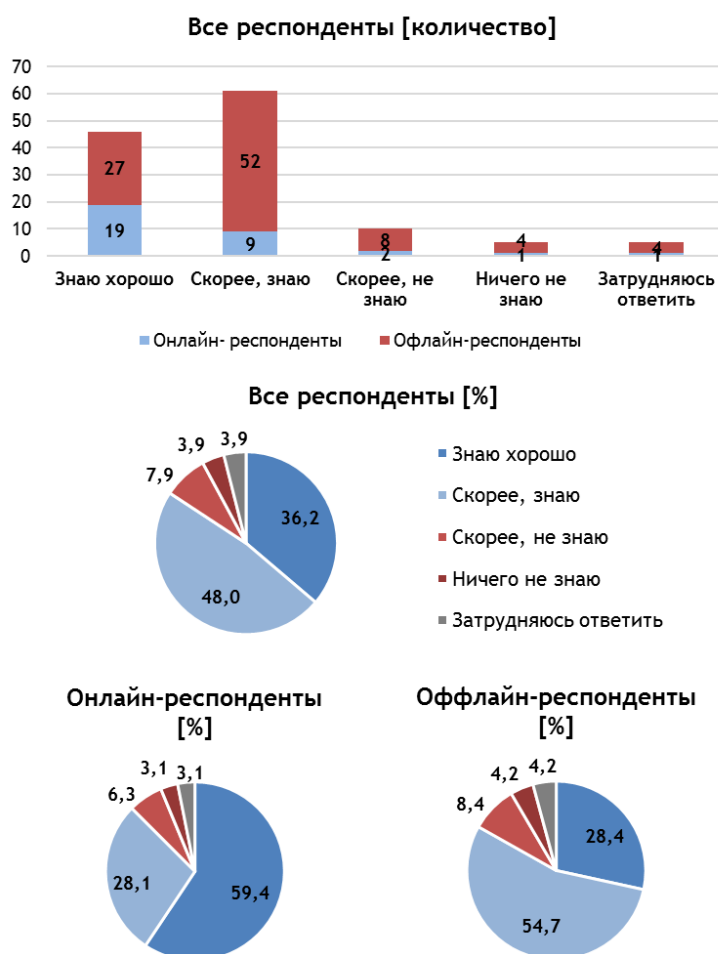 Все респонденты [количество]
70
60
50
40
30
20
10
0
27
19
52
9
8
2
4
1
4
1
Знаю хорошо
Скорее, знаю
Скорее, не
знаю
Ничего не
знаю
Затрудняюсь
ответить
Онлайн- респонденты
Офлайн-респонденты
Все респонденты [%]
3,9
3,9
7,9
36,2
48,0
Знаю хорошо
Скорее, знаю
Скорее, не знаю
Ничего не знаю
Затрудняюсь ответить
Онлайн-респонденты
[%]
3,1
3,1
6,3
28,1
59,4
Оффлайн-респонденты
[%]
4,2
4,2
8,4
28,4
54,7